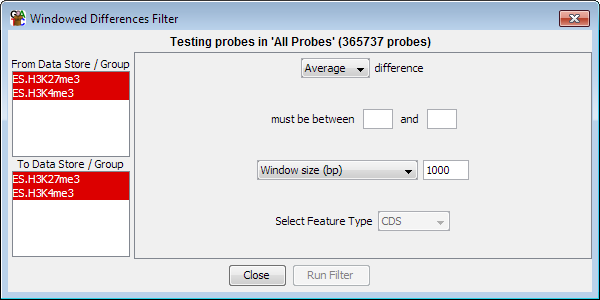 Windowed Differences Filter
Testing probes in 'All Probes' (365737 probes)
From Data Store / Group
ES.H3K27me3
ES.H3K4me3
To Data Store / Group
ES.H3K27me3
ES.H3K4me3
Average difference
must be between and
Window size (bp) 1000
Select Feature Type CDS
Close Run Filter